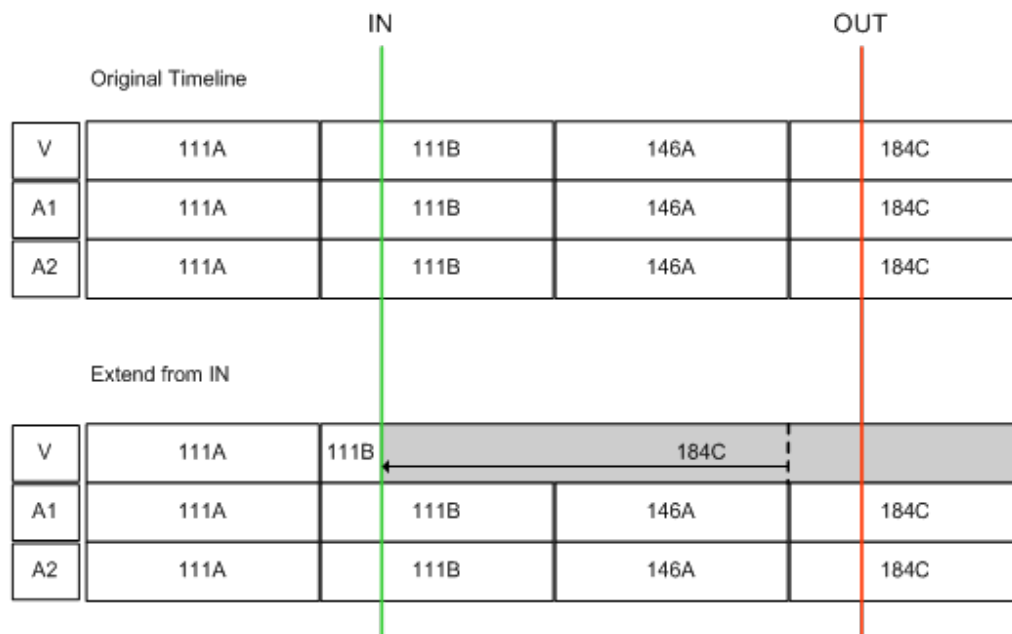 IN OUT
Original Timeline
V 111A 111B 146A 184C
A1 111A 111B 146A 184C
A2 111A 111B 146A 184C
Extend from IN
V 111A 111B 184C
A1 111A 111B 146A 184C
A2 111A 111B 146A 184C